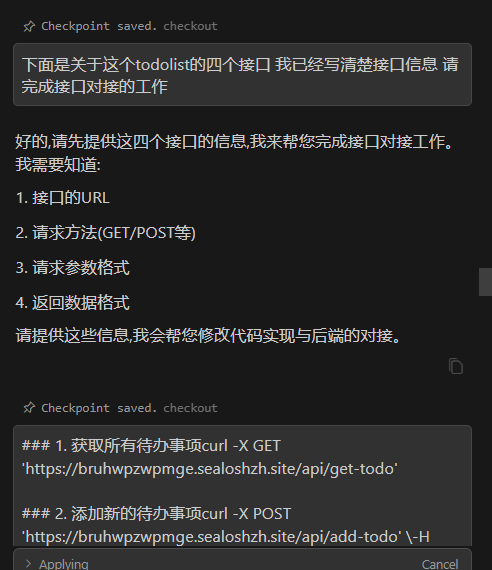 Checkpoint saved. checkout
下面是关于这个todolist的四个接口 我已经写清楚接口信息 请
完成接口对接的工作
好的,请先提供这四个接口的信息,我来帮您完成接口对接工作。
我需要知道:
1. 接口的URL
2. 请求方法(GET/POST等)
3. 请求参数格式
4. 返回数据格式
请提供这些信息,我会帮您修改代码实现与后端的对接。
Checkpoint saved. checkout
### 1. 获取所有待办事项curl -X GET
'https://bruhwpzwpmge.sealoshzh.site/api/get-todo'
### 2. 添加新的待办事项curl -X POST
'https://bruhwpzwpmge.sealoshzh.site/api/add-todo' \-H
> Applying Cancel